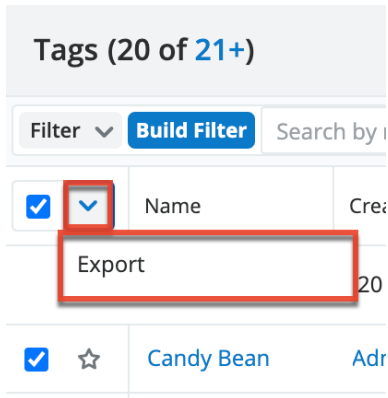 Tags (20 of 21+)
Filter Build Filter Search by
Name Crea
Export
20
Candy Bean Adr